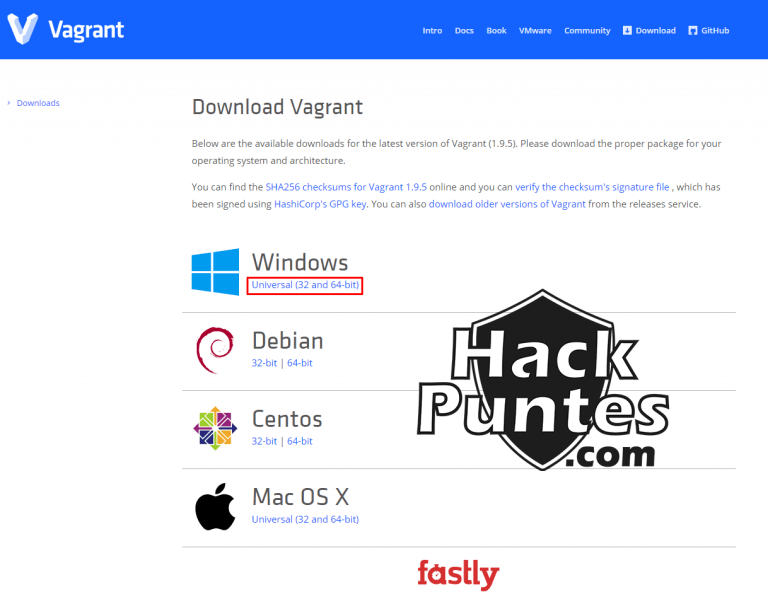 Vagrant
Intro Docs Book VMware Community Download GitHub
Downloads
Download Vagrant
Below are the available downloads for the latest version of Vagrant (1.9.5). Please download the proper package for your
operating system and architecture.
You can find the SHA256 checksums for Vagrant 1.9.5 online and you can verify the checksum's signature file , which has
been signed using HashiCorp's GPG key. You can also download older versions of Vagrant from the releases service.
Windows
Universal (32 and 64-bit)
Debian
32-bit | 64-bit
Centos
32-bit | 64-bit
Mac OS X
Universal (32 and 64-bit)
Hack
Puntes
.com
fastly